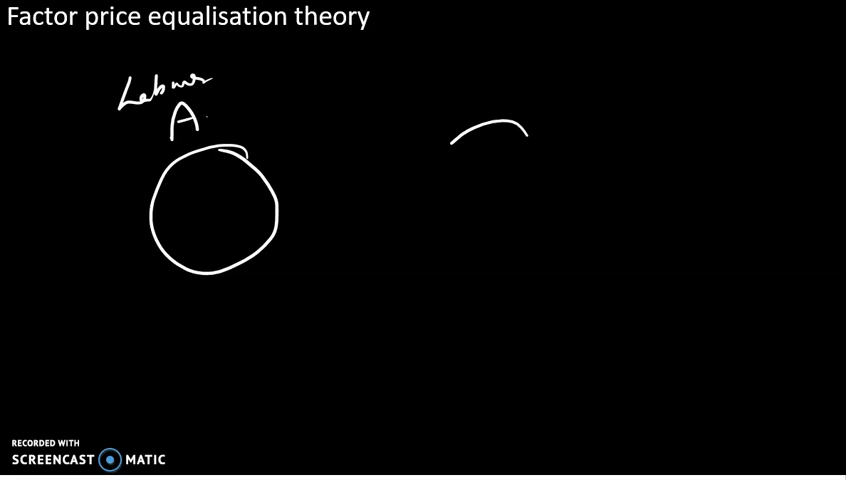 Factor price equalisation theory
Labour
A
RECORDED WITH
SCREENCAST MATIC